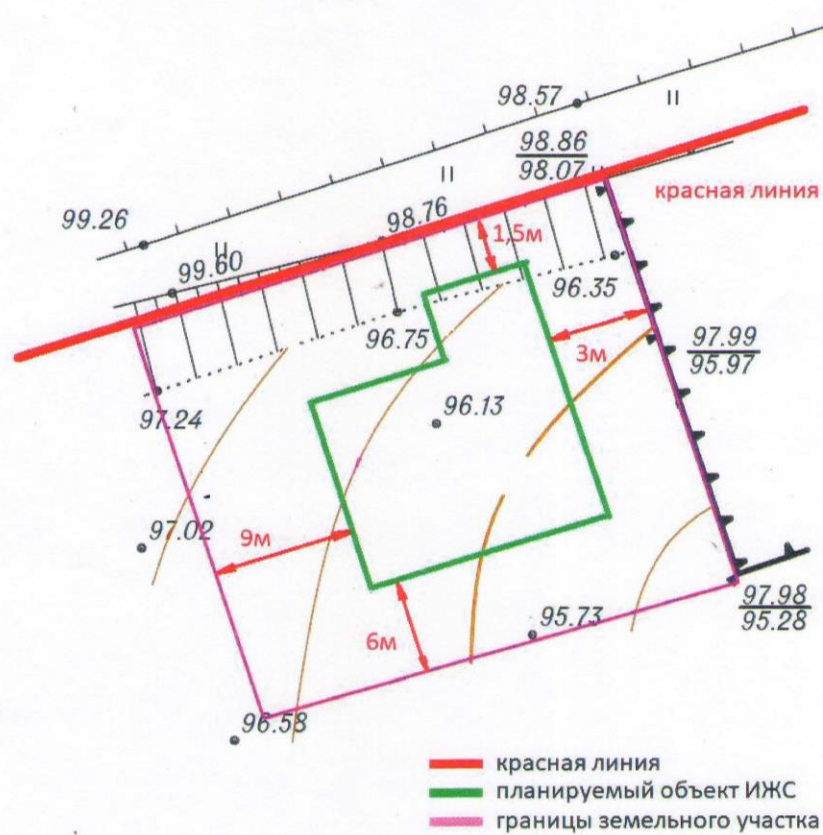 98.57
II
98.86
98.07
II
красная линия
99.26
98.76
II
1,5м
99.60
96.35
96.75
3м
97.99
95.97
97.24
96.13
97.02
9м
97.98
95.28
95.73
6м
96.58
красная линия
планируемый объект ИЖС
границы земельного участка